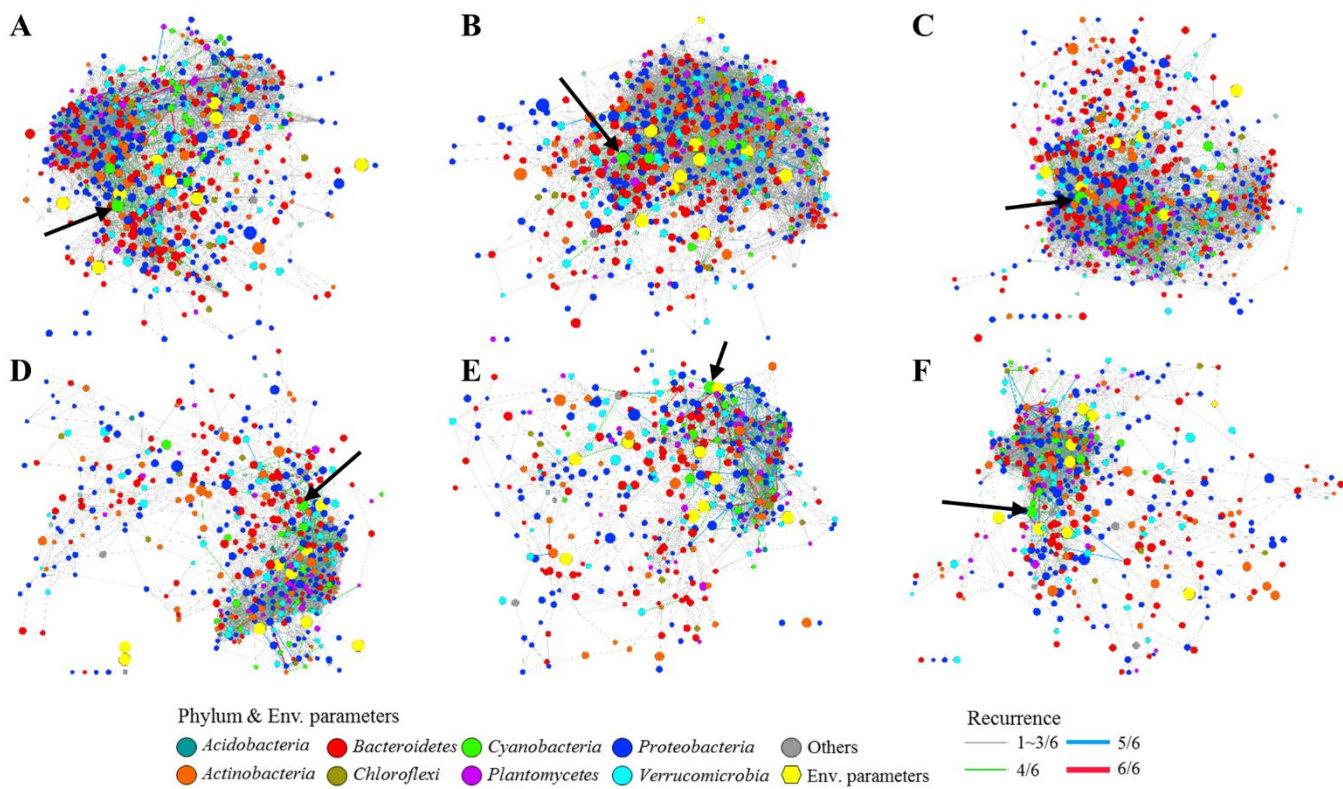 A
B
C
D
E
F
Phylum & Env. parameters
Acidobacteria
Bacteroidetes
Cyanobacteria
Proteobacteria
Others
Actinobacteria
Chloroflexi
Plantomycetes
Verrucomicrobia
Env. parameters
Recurrence
1~3/6
5/6
4/6
6/6